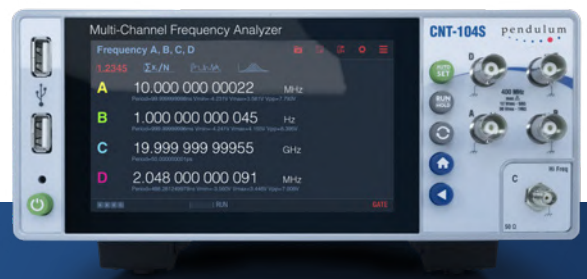 Multi-Channel Frequency Analyzer
CNT-104S
pendulum
Frequency A, B, C, D
1.2345 Σx/N
A 10.000 000 00022 MHz
B 1.000 000 000 045 Hz
C 19.999 999 99955 GHz
D 2.048 000 000 091 MHz
RUN
GATE
AUTO SET
RUN HOLD
D
400 MHz
A
B
C
Hi Freq
50 Ω